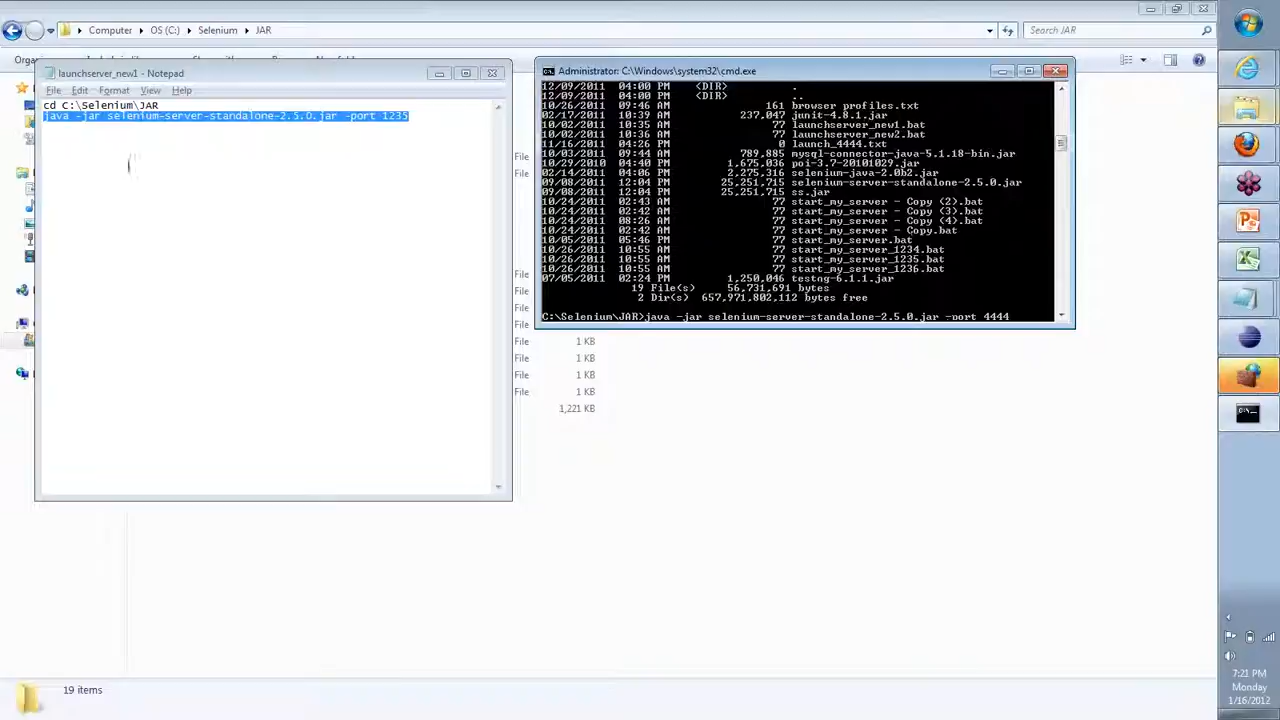 Computer OS (C:) Selenium JAR
Search JAR
launchserver_new1 - Notepad
File Edit Format View Help
cd C:\Selenium\JAR
java -jar selenium-server-standalone-2.5.0.jar -port 1235
Administrator: C:\Windows\system32\cmd.exe
12/09/2011 04:00 PM <DIR> .
12/09/2011 04:00 PM <DIR> ..
10/26/2011 09:46 AM 161 browser profiles.txt
02/17/2011 10:39 AM 237,047 junit-4.8.1.jar
10/02/2011 10:35 AM 77 launchserver_new1.bat
10/02/2011 10:36 AM 77 launchserver_new2.bat
11/16/2011 04:26 PM 0 launch_4444.txt
10/03/2011 09:44 AM 789,885 mysql-connector-java-5.1.18-bin.jar
10/29/2010 04:40 PM 1,675,036 poi-3.7-20101029.jar
02/14/2011 04:06 PM 2,275,316 selenium-java-2.0b2.jar
09/08/2011 12:04 PM 25,251,715 selenium-server-standalone-2.5.0.jar
09/08/2011 12:04 PM 25,251,715 ss.jar
10/24/2011 02:43 AM 77 start_my_server - Copy (2).bat
10/24/2011 02:42 AM 77 start_my_server - Copy (3).bat
10/24/2011 08:26 AM 77 start_my_server - Copy (4).bat
10/24/2011 02:42 AM 77 start_my_server - Copy.bat
10/05/2011 05:46 PM 77 start_my_server.bat
10/26/2011 10:55 AM 77 start_my_server_1234.bat
10/26/2011 10:55 AM 77 start_my_server_1235.bat
10/26/2011 10:55 AM 77 start_my_server_1236.bat
07/05/2011 02:24 PM 1,250,046 testng-6.1.1.jar
19 File(s) 56,731,691 bytes
2 Dir(s) 657,971,802,112 bytes free
C:\Selenium\JAR>java -jar selenium-server-standalone-2.5.0.jar -port 4444
File
File
File
File
File
File
File 1 KB
File 1 KB
File 1 KB
File 1 KB
1,221 KB
19 items
7:21 PM
Monday
1/16/2012